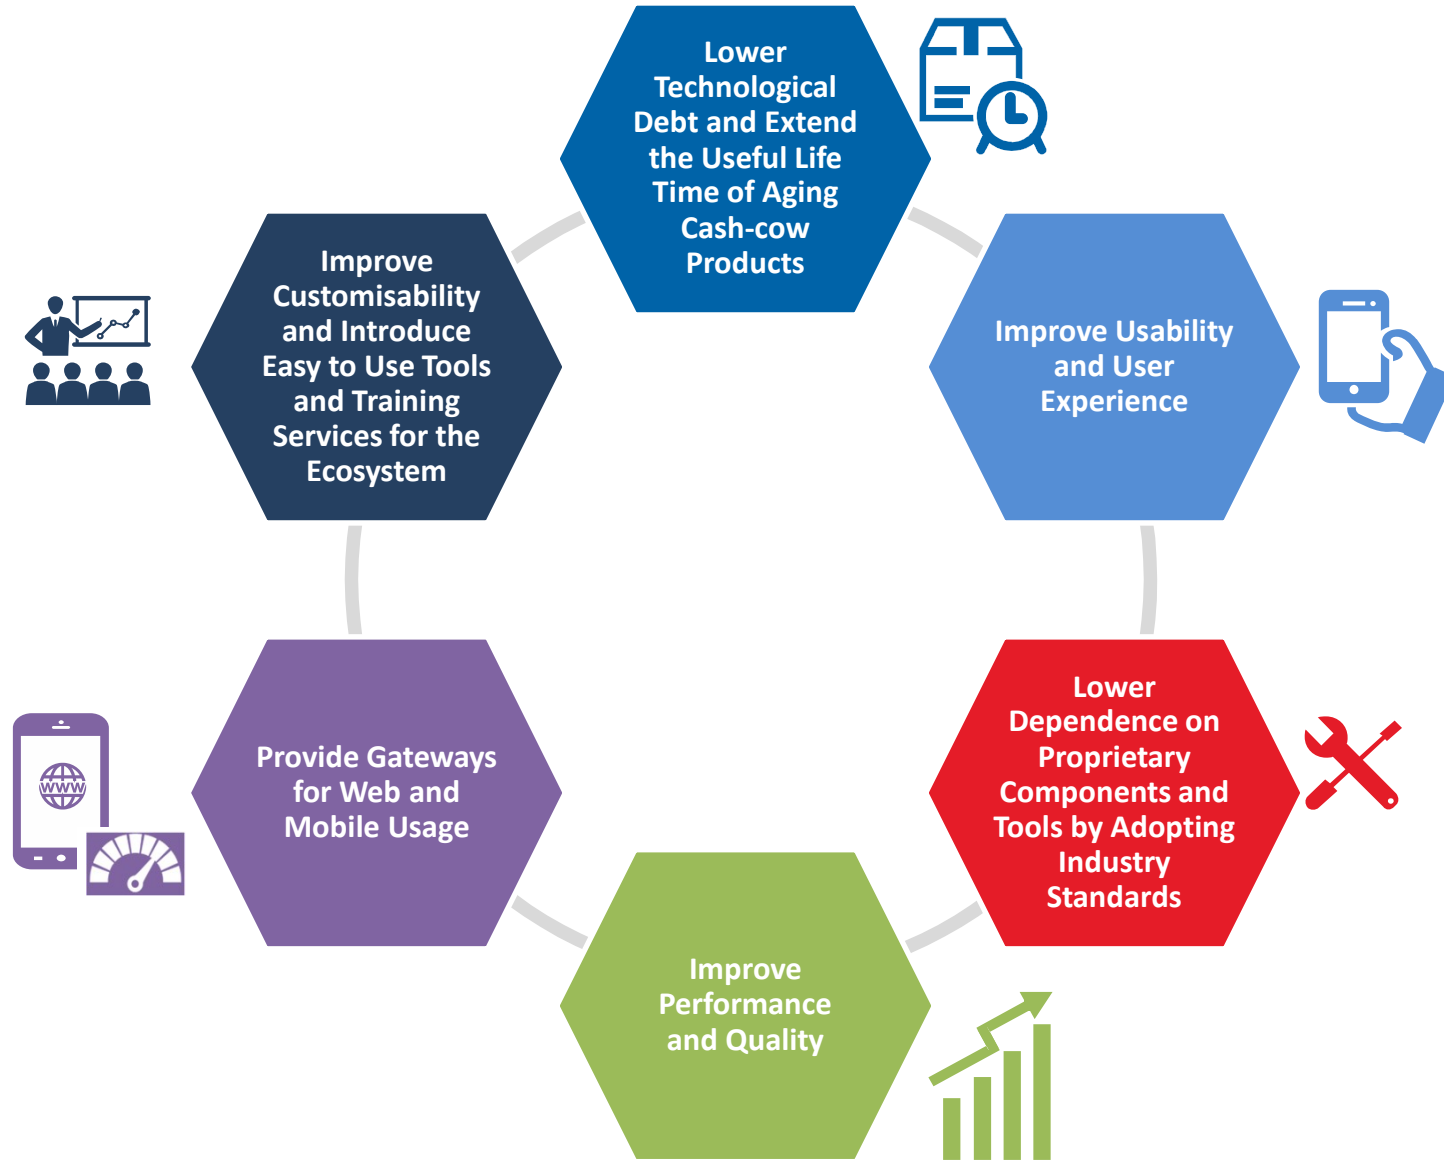 Lower
Technological
Debt and Extend
the Useful Life
Time of Aging
Cash-cow
Products
Improve Usability
and User
Experience
Lower
Dependence on
Proprietary
Components and
Tools by Adopting
Industry
Standards
Improve
Performance
and Quality
Provide Gateways
for Web and
Mobile Usage
WWW
Improve
Customisability
and Introduce
Easy to Use Tools
and Training
Services for the
Ecosystem